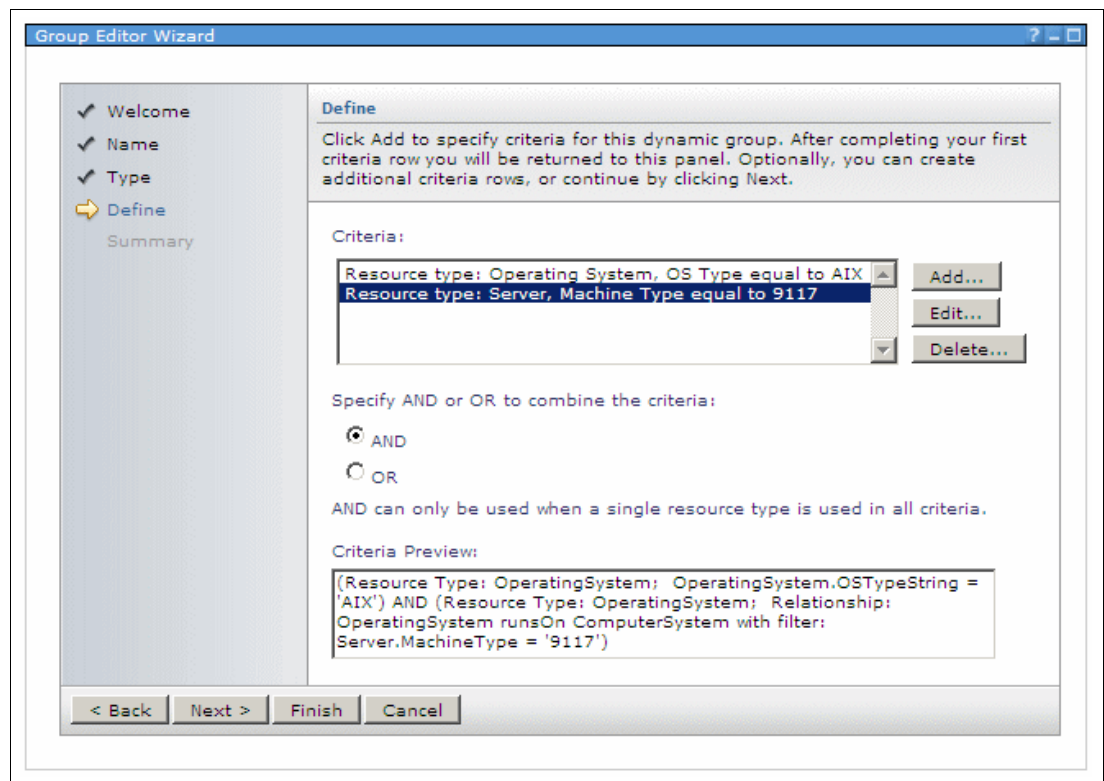 Group Editor Wizard
?
Welcome
Name
Type
Define
Summary
Define
Click Add to specify criteria for this dynamic group. After completing your first
criteria row you will be returned to this panel. Optionally, you can create
additional criteria rows, or continue by clicking Next.
Criteria:
Resource type: Operating System, OS Type equal to AIX
Resource type: Server, Machine Type equal to 9117
Add...
Edit...
Delete...
Specify AND or OR to combine the criteria:
AND
OR
AND can only be used when a single resource type is used in all criteria.
Criteria Preview:
(Resource Type: OperatingSystem; OperatingSystem.OSTypeString =
'AIX') AND (Resource Type: OperatingSystem; Relationship:
OperatingSystem runsOn ComputerSystem with filter:
Server.MachineType = '9117')
< Back Next > Finish Cancel